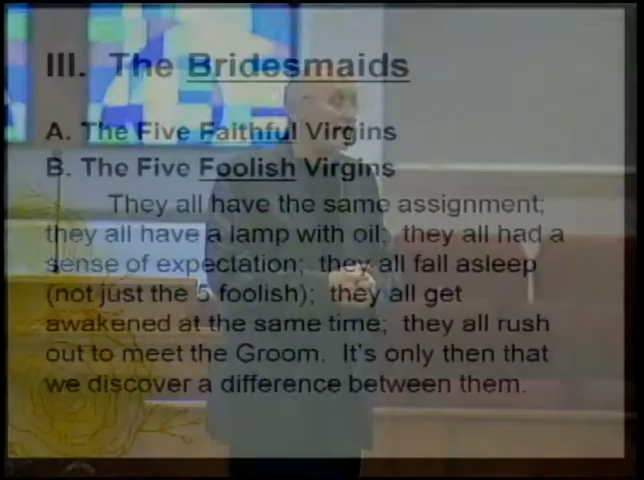 III. The Bridesmaids
A. The Five Faithful Virgins
B. The Five Foolish Virgins
They all have the same assignment;
they all have a lamp with oil; they all had a
sense of expectation; they all fall asleep
(not just the 5 foolish); they all get
awakened at the same time; they all rush
out to meet the Groom. It's only then that
we discover a difference between them.